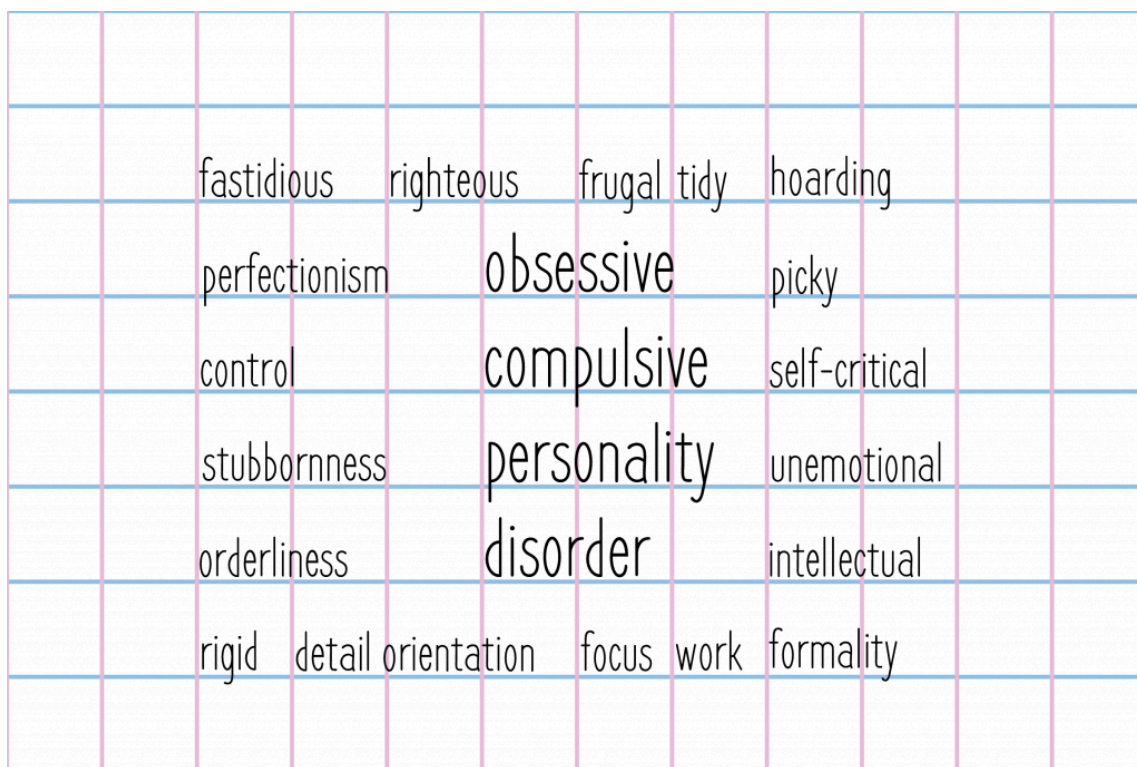 fastidious righteous frugal tidy hoarding
perfectionism obsessive picky
control compulsive self-critical
stubbornness personality unemotional
orderliness disorder intellectual
rigid detail orientation focus work formality